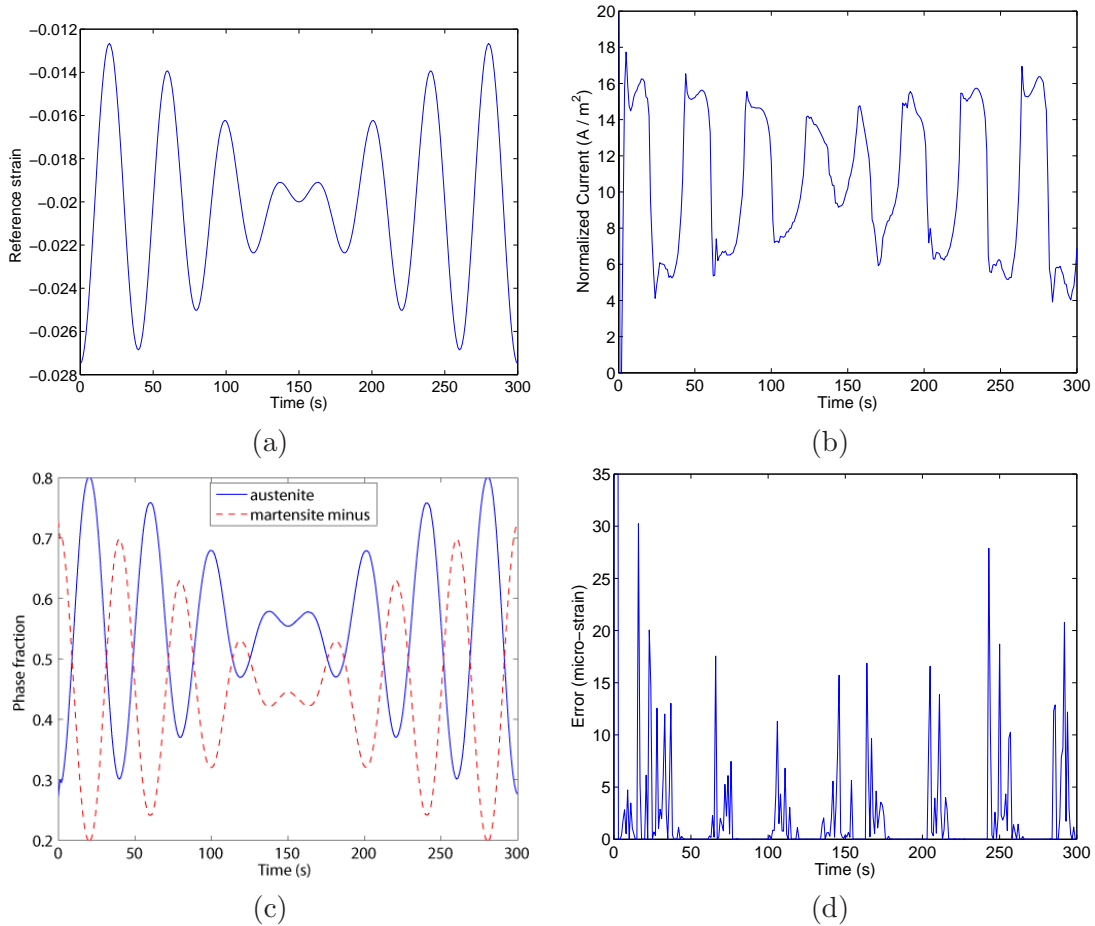 −0.012
−0.014
−0.016
−0.018
−0.02
−0.022
−0.024
−0.026
−0.028
Reference strain
0 50 100 150 200 250 300
Time (s)
(a)
20
18
16
14
12
10
8
6
4
2
0
Normalized Current (A / m²)
0 50 100 150 200 250 300
Time (s)
(b)
0.8
0.7
0.6
0.5
0.4
0.3
0.2
Phase fraction
austenite
martensite minus
0 50 100 150 200 250 300
Time (s)
(c)
35
30
25
20
15
10
5
0
Error (micro−strain)
0 50 100 150 200 250 300
Time (s)
(d)